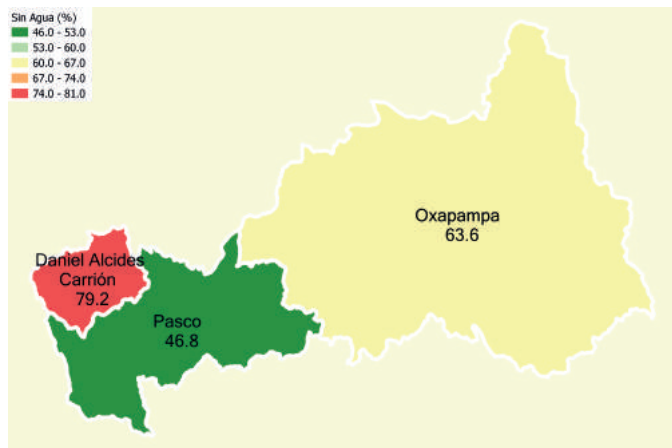 Sin Agua (%)
46.0 - 53.0
53.0 - 60.0
60.0 - 67.0
67.0 - 74.0
74.0 - 81.0
Oxapampa
63.6
Daniel Alcides
Carrión
79.2
Pasco
46.8